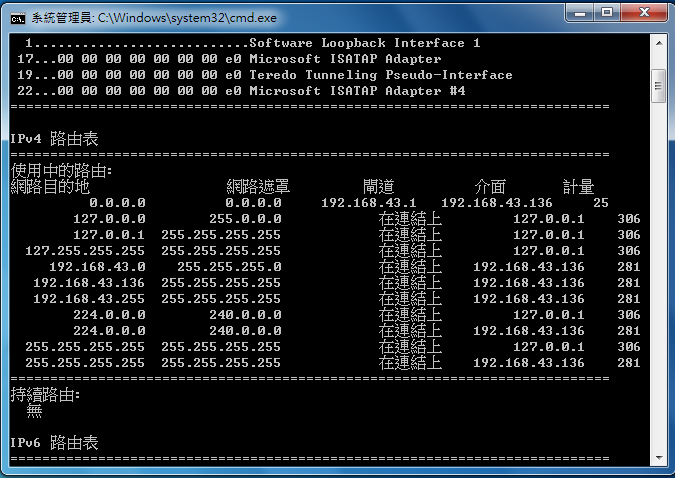 系統管理員: C:\Windows\system32\cmd.exe
1...........................Software Loopback Interface 1
17...00 00 00 00 00 00 00 e0 Microsoft ISATAP Adapter
19...00 00 00 00 00 00 00 e0 Teredo Tunneling Pseudo-Interface
22...00 00 00 00 00 00 00 e0 Microsoft ISATAP Adapter #4
===========================================================================
IPv4 路由表
===========================================================================
使用中的路由:
網路目的地 網路遮罩 閘道 介面 計量
0.0.0.0 0.0.0.0 192.168.43.1 192.168.43.136 25
127.0.0.0 255.0.0.0 在連結上 127.0.0.1 306
127.0.0.1 255.255.255.255 在連結上 127.0.0.1 306
127.255.255.255 255.255.255.255 在連結上 127.0.0.1 306
192.168.43.0 255.255.255.0 在連結上 192.168.43.136 281
192.168.43.136 255.255.255.255 在連結上 192.168.43.136 281
192.168.43.255 255.255.255.255 在連結上 192.168.43.136 281
224.0.0.0 240.0.0.0 在連結上 127.0.0.1 306
224.0.0.0 240.0.0.0 在連結上 192.168.43.136 281
255.255.255.255 255.255.255.255 在連結上 127.0.0.1 306
255.255.255.255 255.255.255.255 在連結上 192.168.43.136 281
===========================================================================
持續路由:
無
IPv6 路由表
===========================================================================